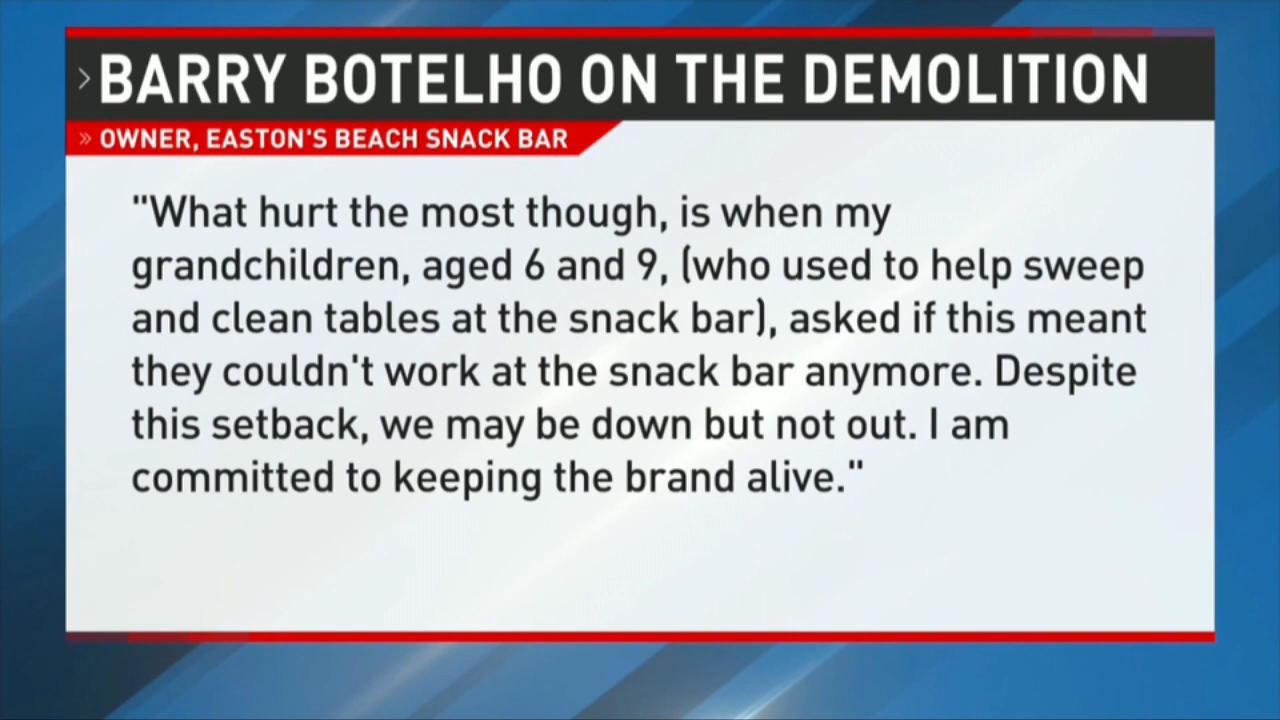 BARRY BOTELHO ON THE DEMOLITION
OWNER, EASTON'S BEACH SNACK BAR
"What hurt the most though, is when my
grandchildren, aged 6 and 9, (who used to help sweep
and clean tables at the snack bar), asked if this meant
they couldn't work at the snack bar anymore. Despite
this setback, we may be down but not out. I am
committed to keeping the brand alive."